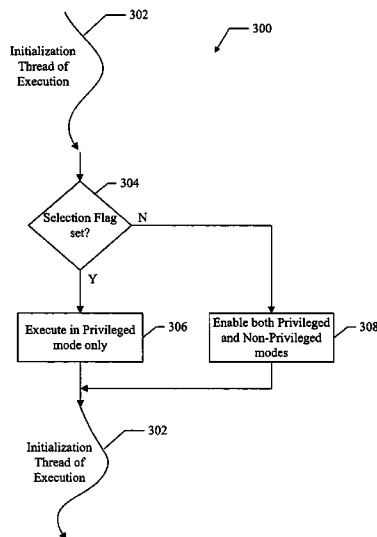 302
300
Initialization
Thread of
Execution
304
Selection Flag
set?
N
Y
Execute in Privileged
mode only
306
Enable both Privileged
and Non-Privileged
modes
308
302
Initialization
Thread of
Execution